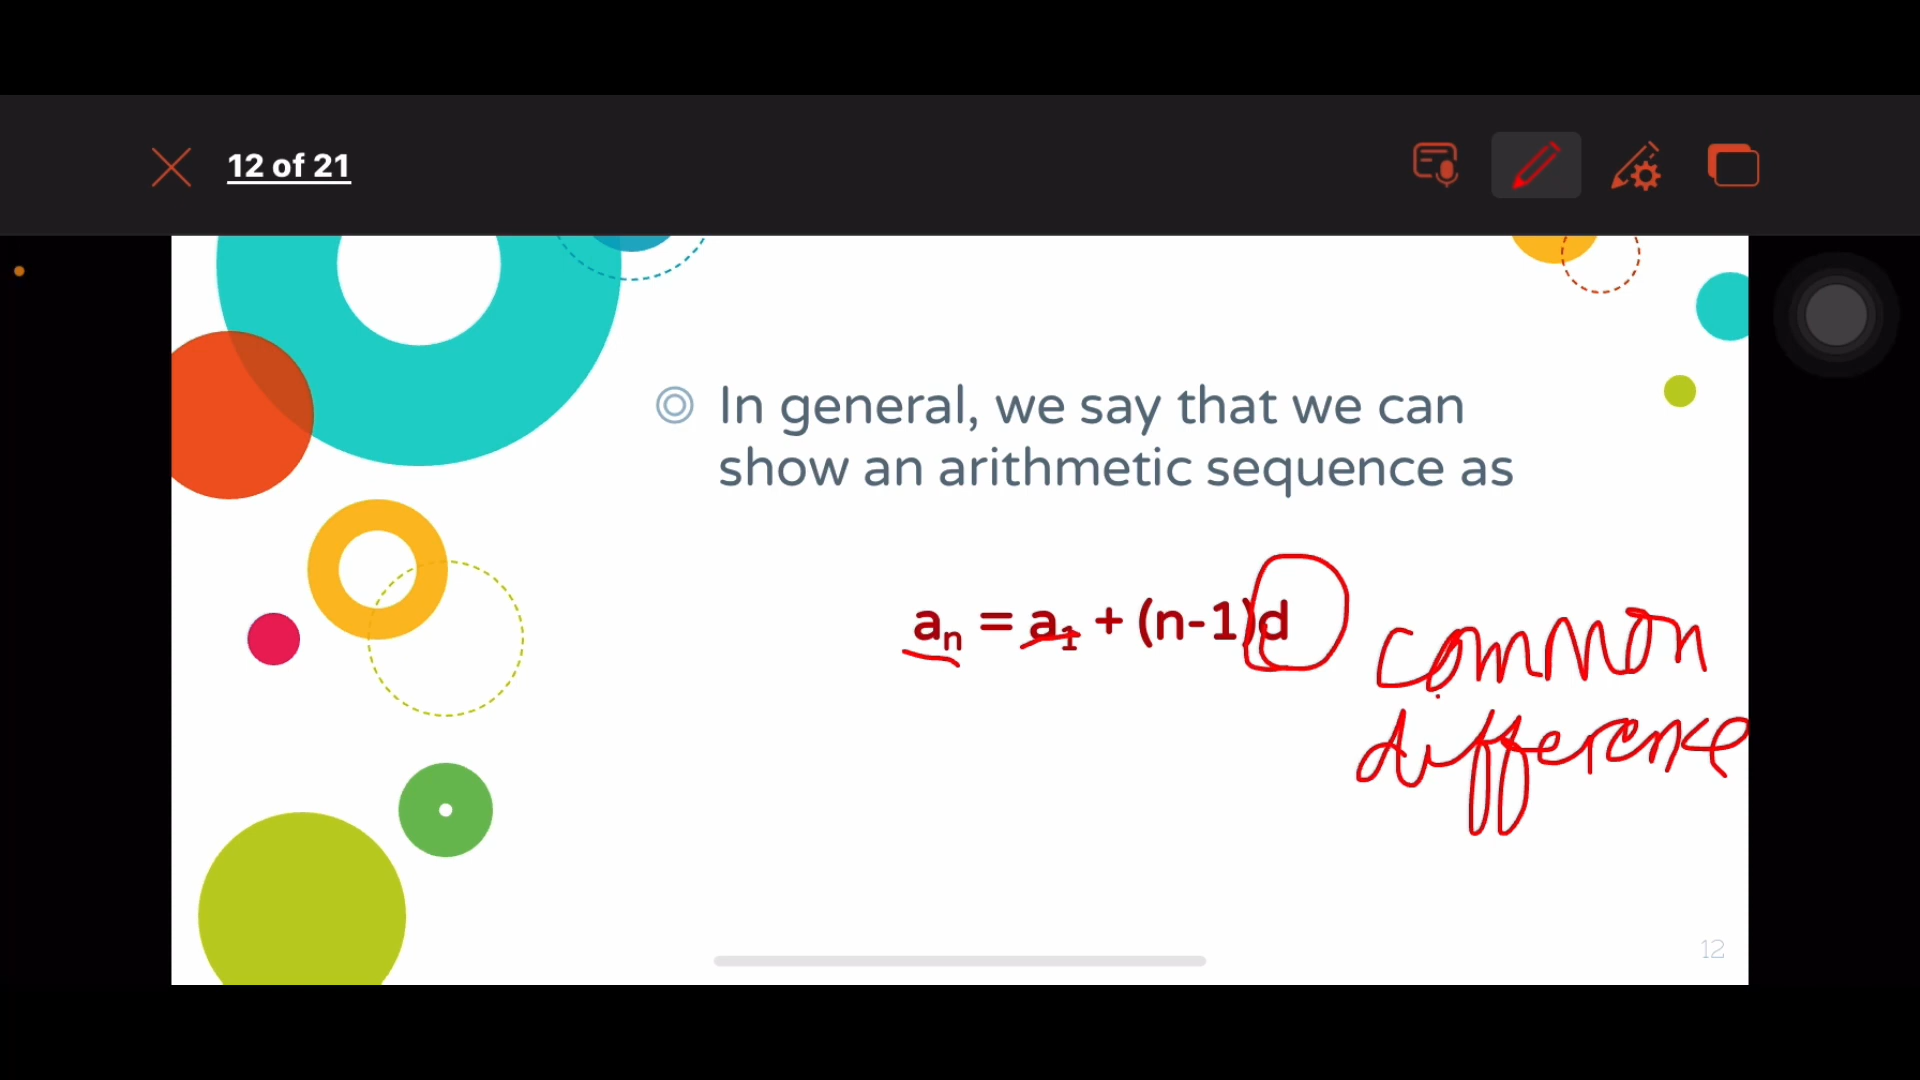 12 of 21
In general, we say that we can
show an arithmetic sequence as
aₙ = a₁ + (n-1)d
common
difference
12